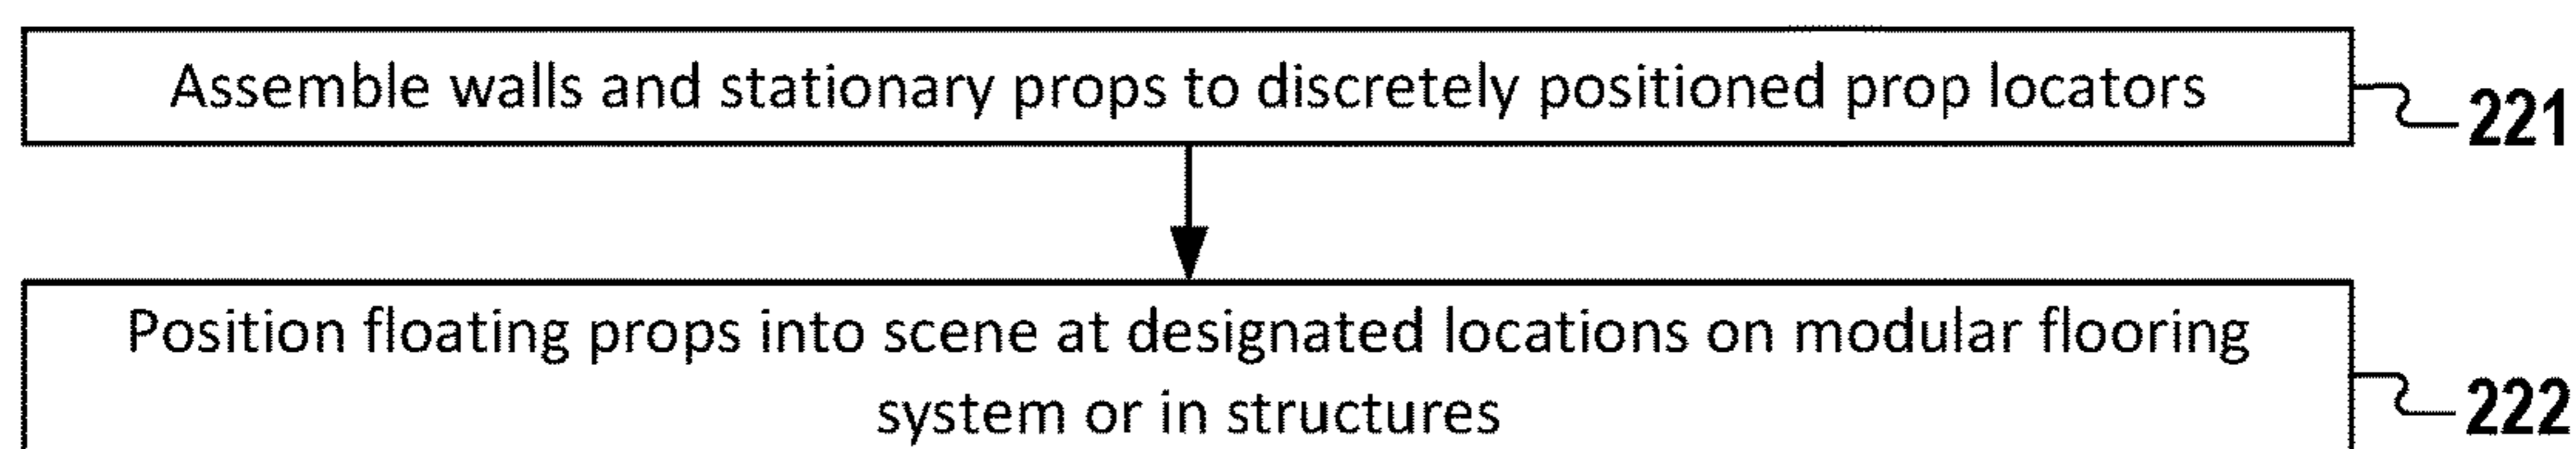 Assemble walls and stationary props to discretely positioned prop locators
221
Position floating props into scene at designated locations on modular flooring
system or in structures
222